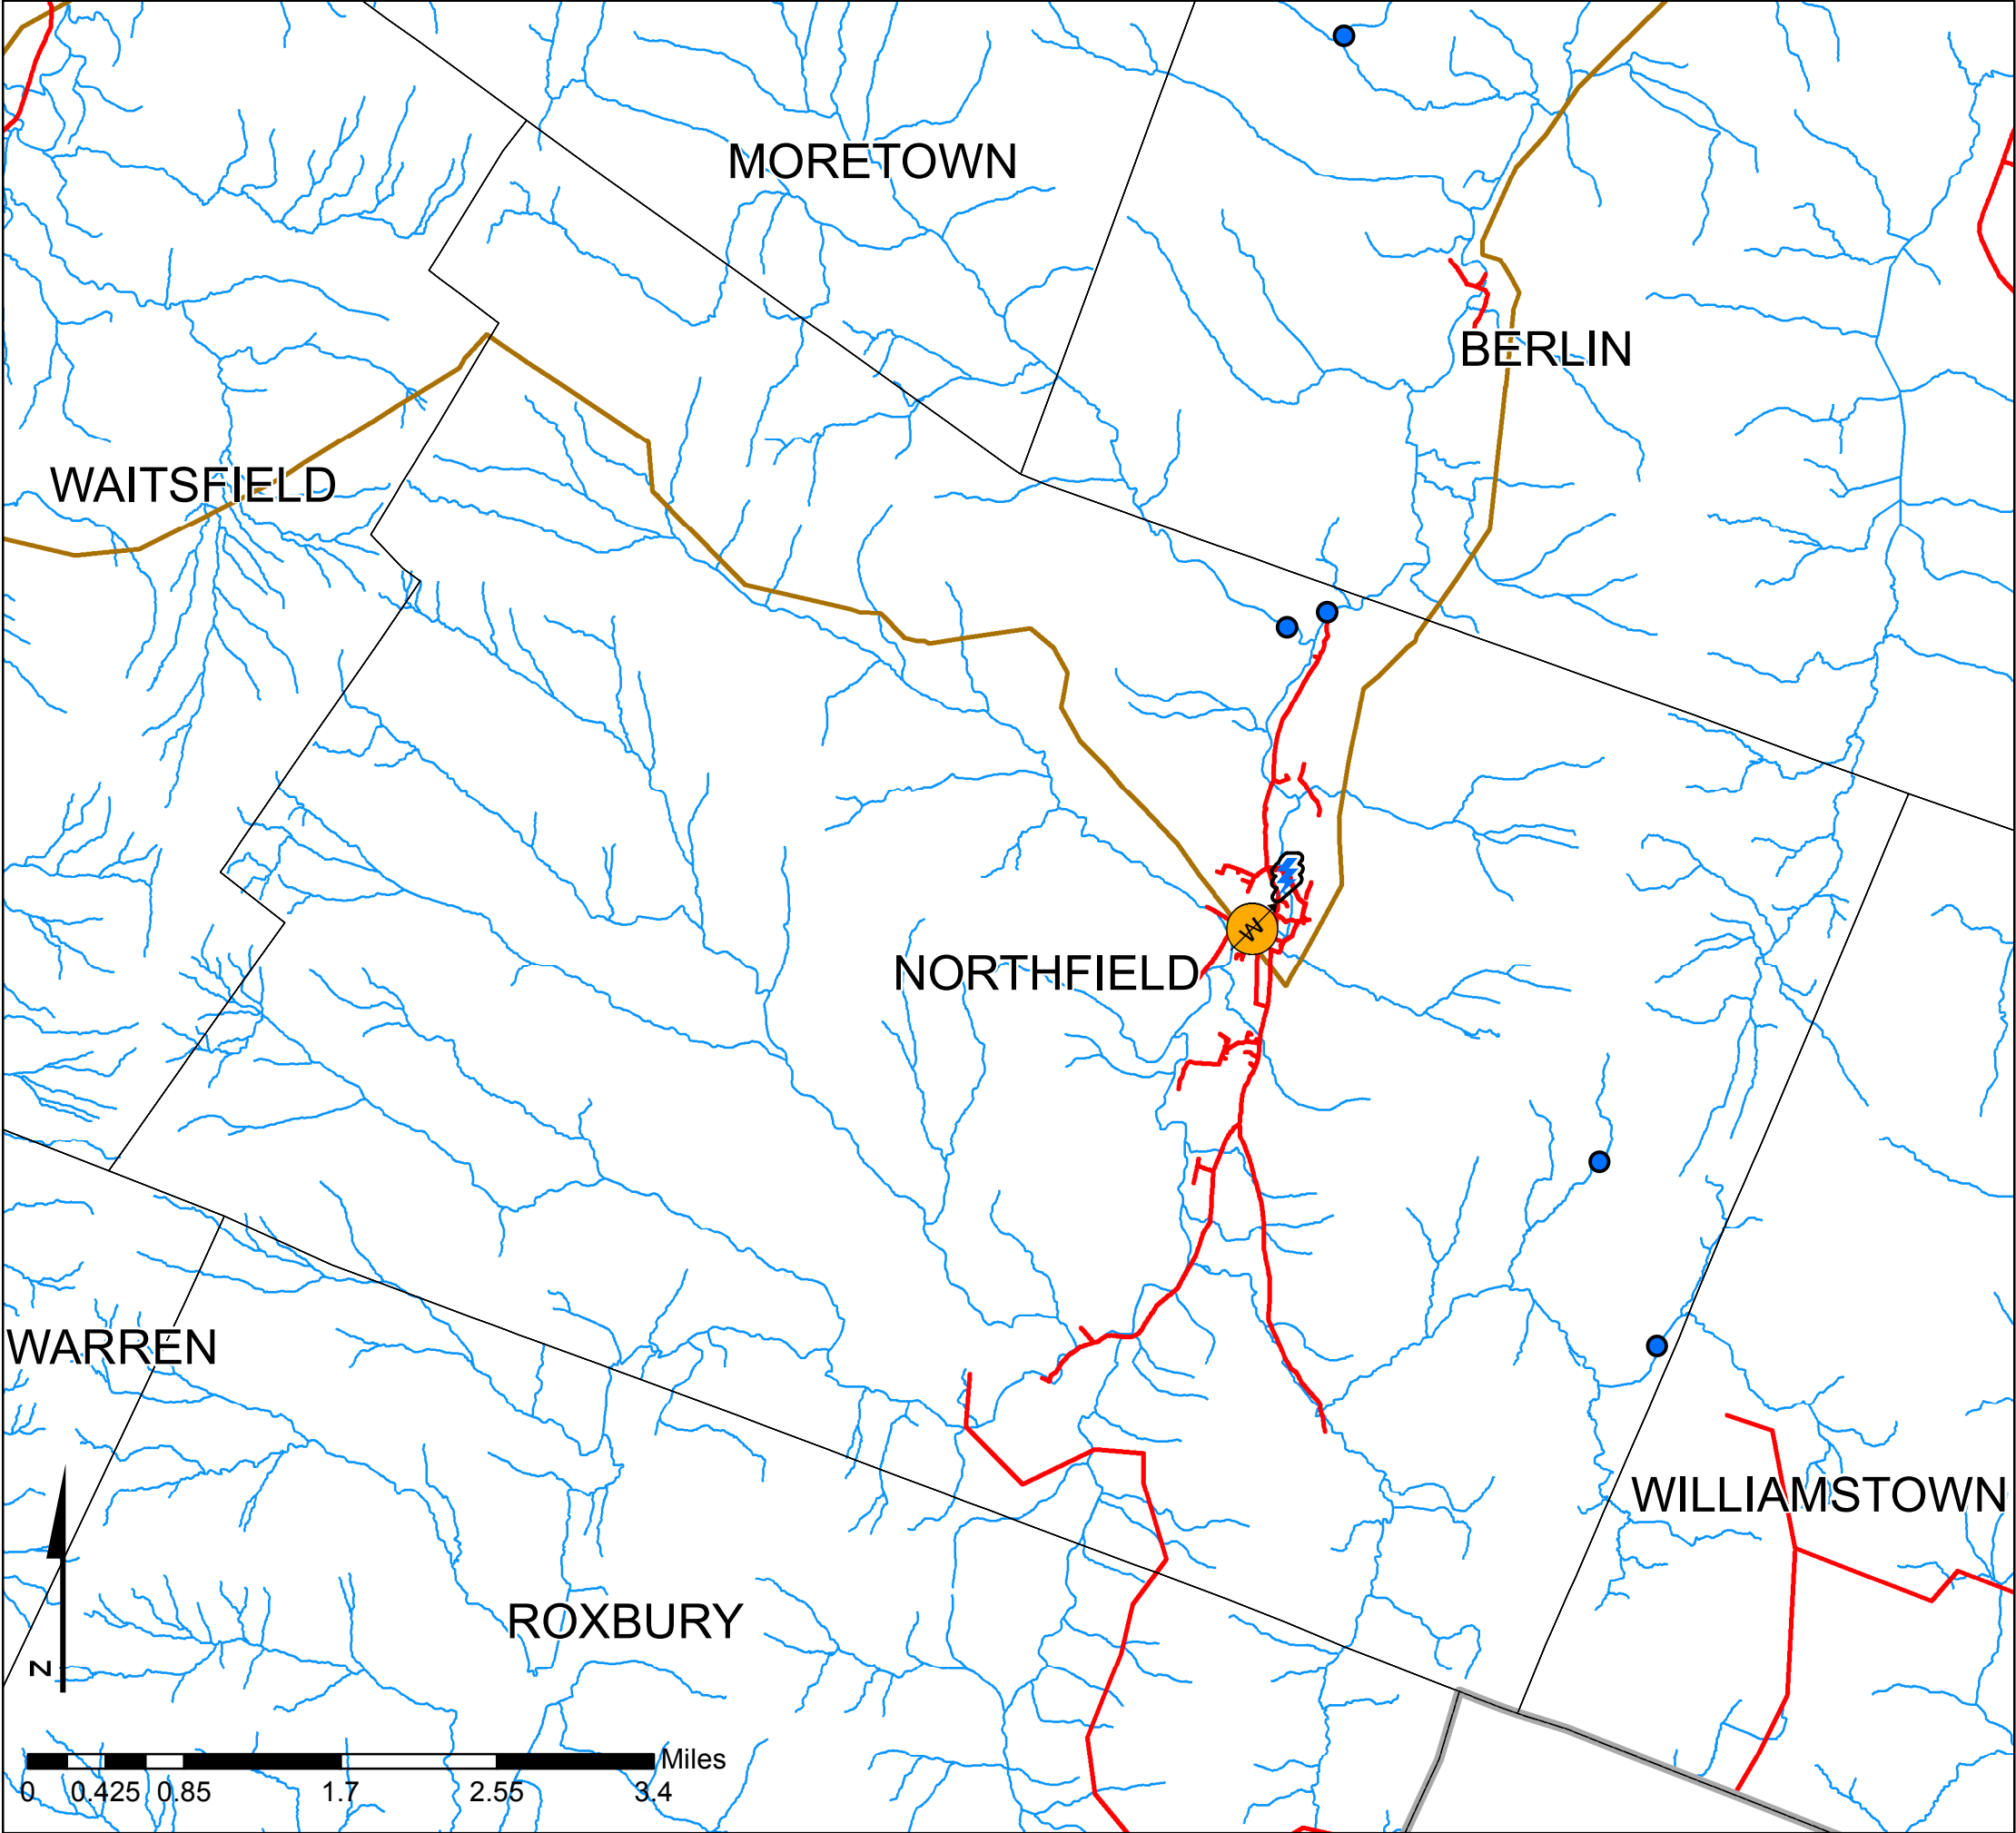 MORETOWN
BERLIN
WAITSFIELD
W
NORTHFIELD
WARREN
WILLIAMSTOWN
ROXBURY
N
Miles
0 0.425 0.85 1.7 2.55 3.4